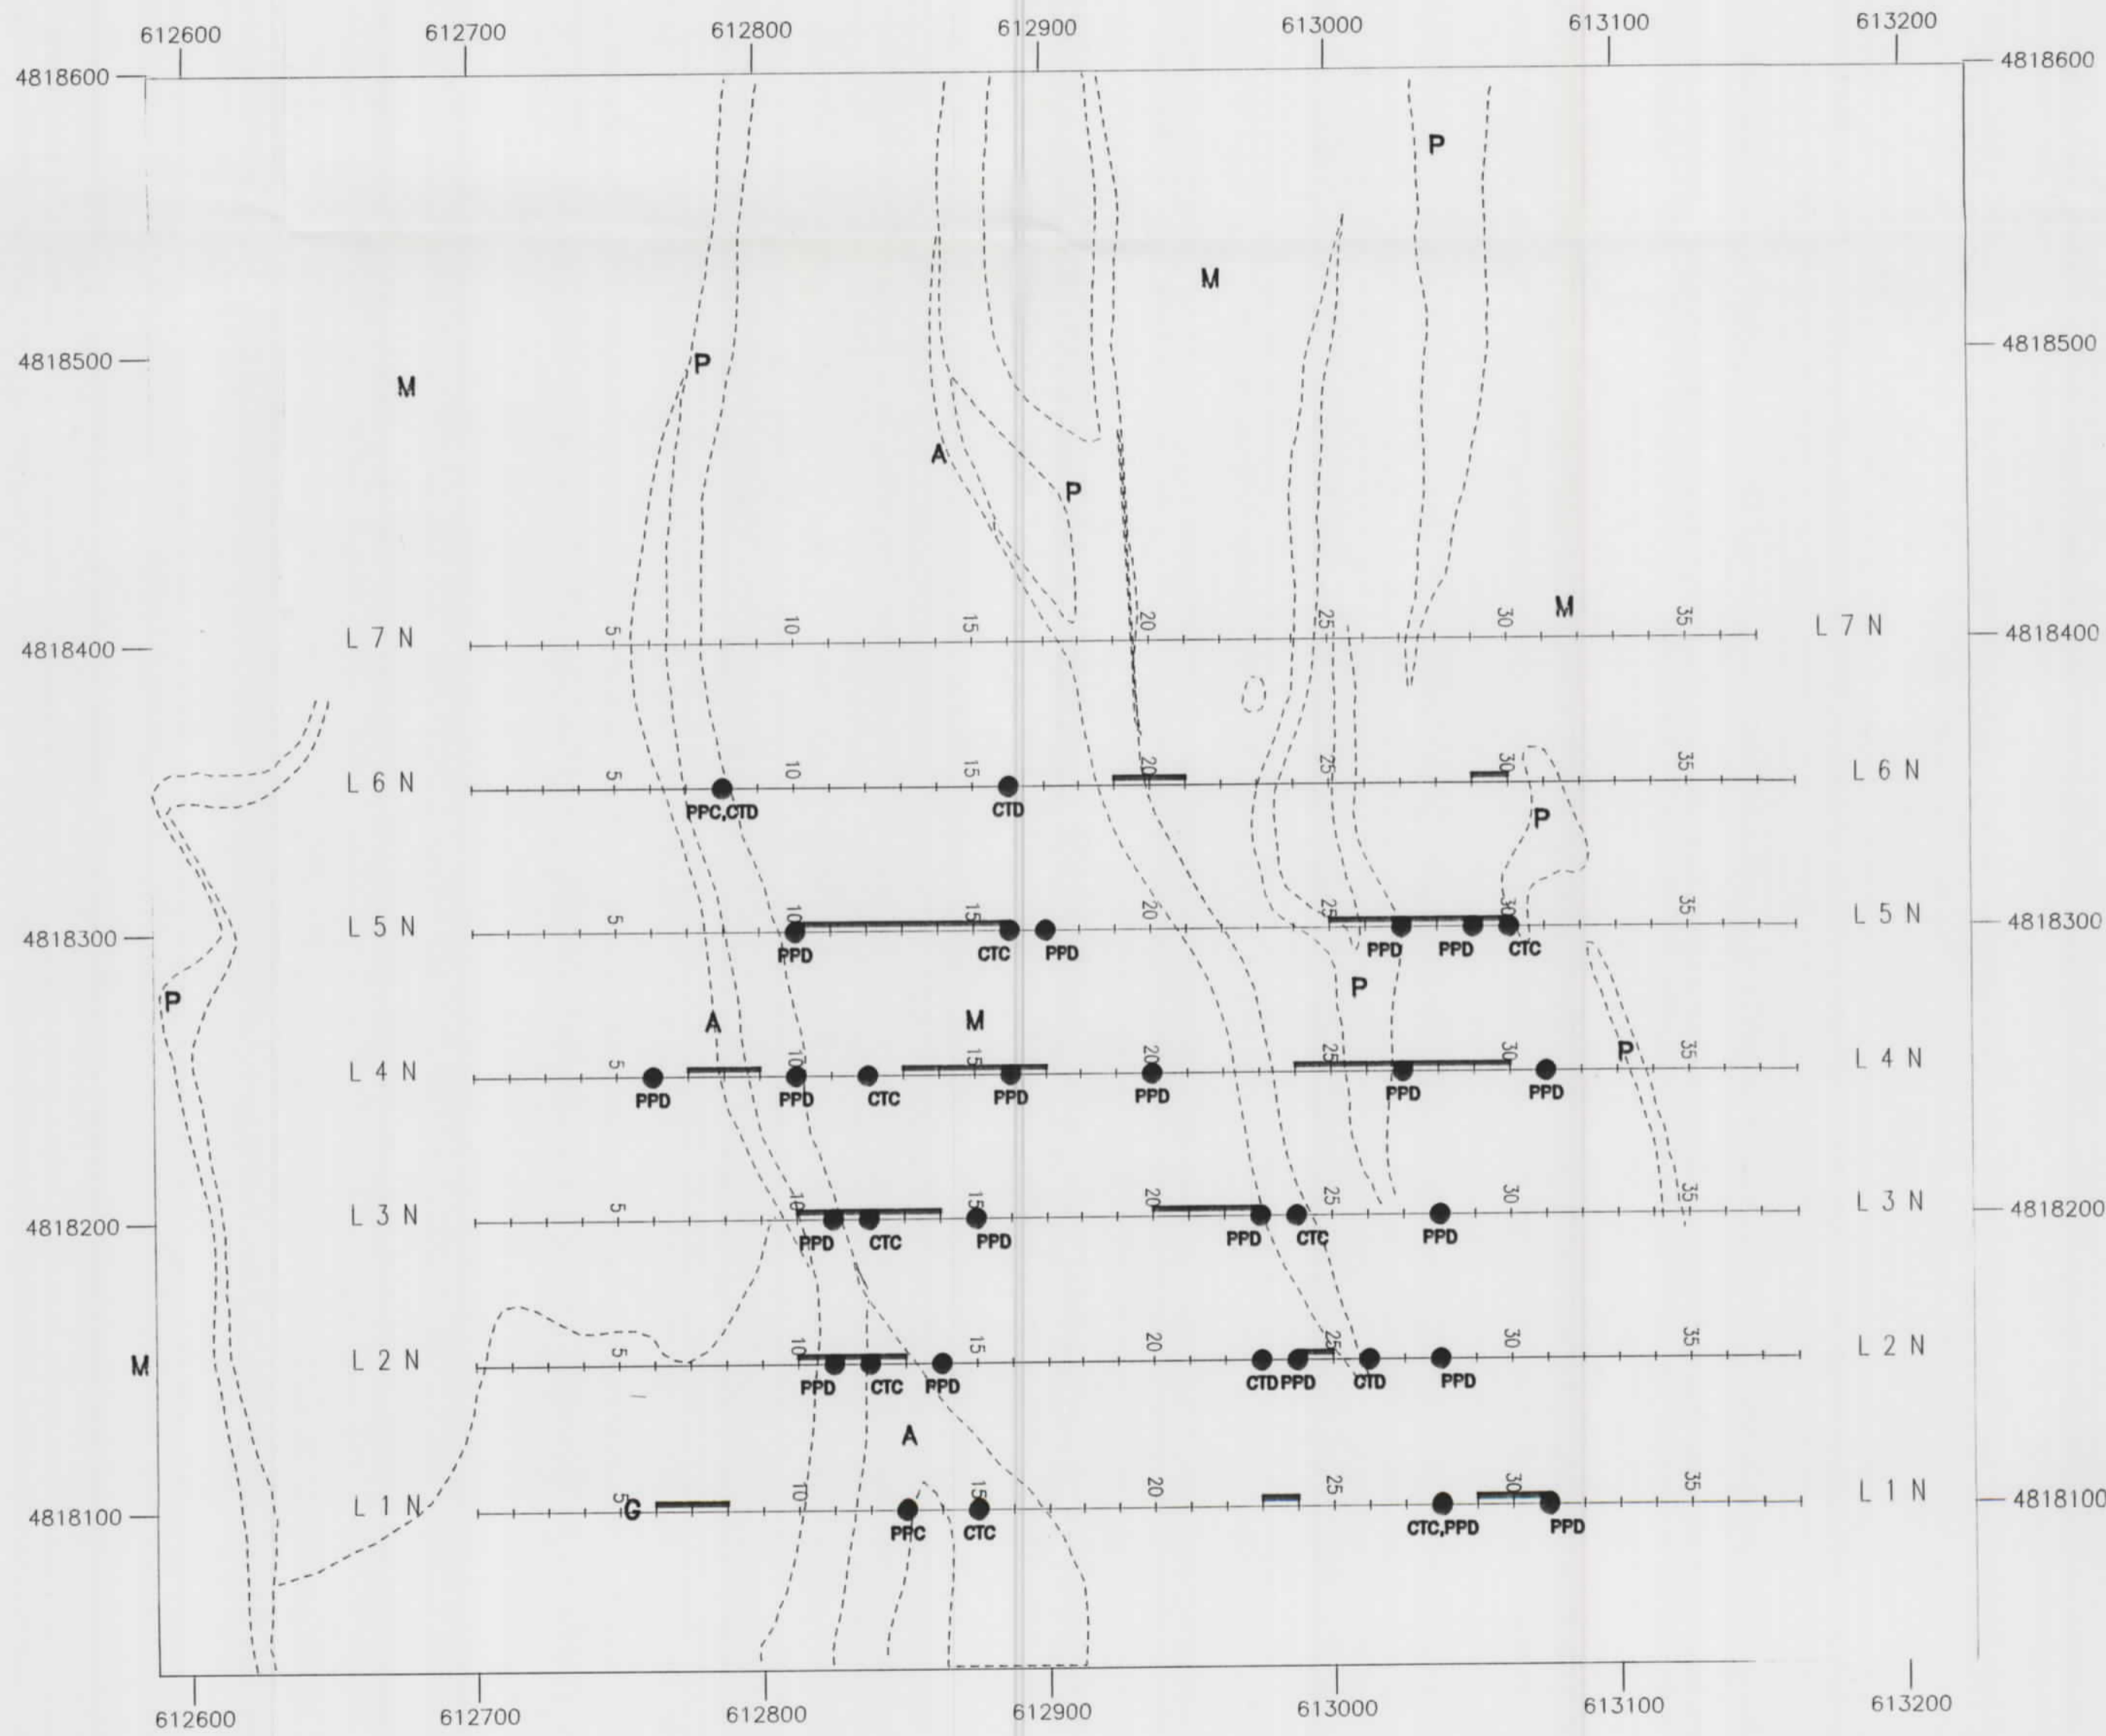 612600 612700 612800 612900 613000 613100 613200
4818600 4818600
P
M
4818500 4818500
P
M
A
P
M
5 10 15 20 25 30 35
4818400 L 7 N L 7 N 4818400
5 10 15 20 25 30 35
L 6 N L 6 N
PPC,CTD CTD P
5 10 15 20 25 30 35
4818300 L 5 N L 5 N 4818300
PPD CTC PPD PPD PPD CTC
P P
A M
5 10 15 20 25 30 P 35
L 4 N L 4 N
PPD PPD CTC PPD PPD PPD PPD
5 10 15 20 25 30 35
4818200 L 3 N L 3 N 4818200
PPD CTC PPD PPD CTC PPD
5 10 15 20 25 30 35
M L 2 N L 2 N
PPD CTC PPD CTD PPD CTD PPD
A
5 10 15 20 25 30 35
4818100 L 1 N G L 1 N 4818100
PPC CTC CTC,PPD PPD
612600 612700 612800 612900 613000 613100 613200